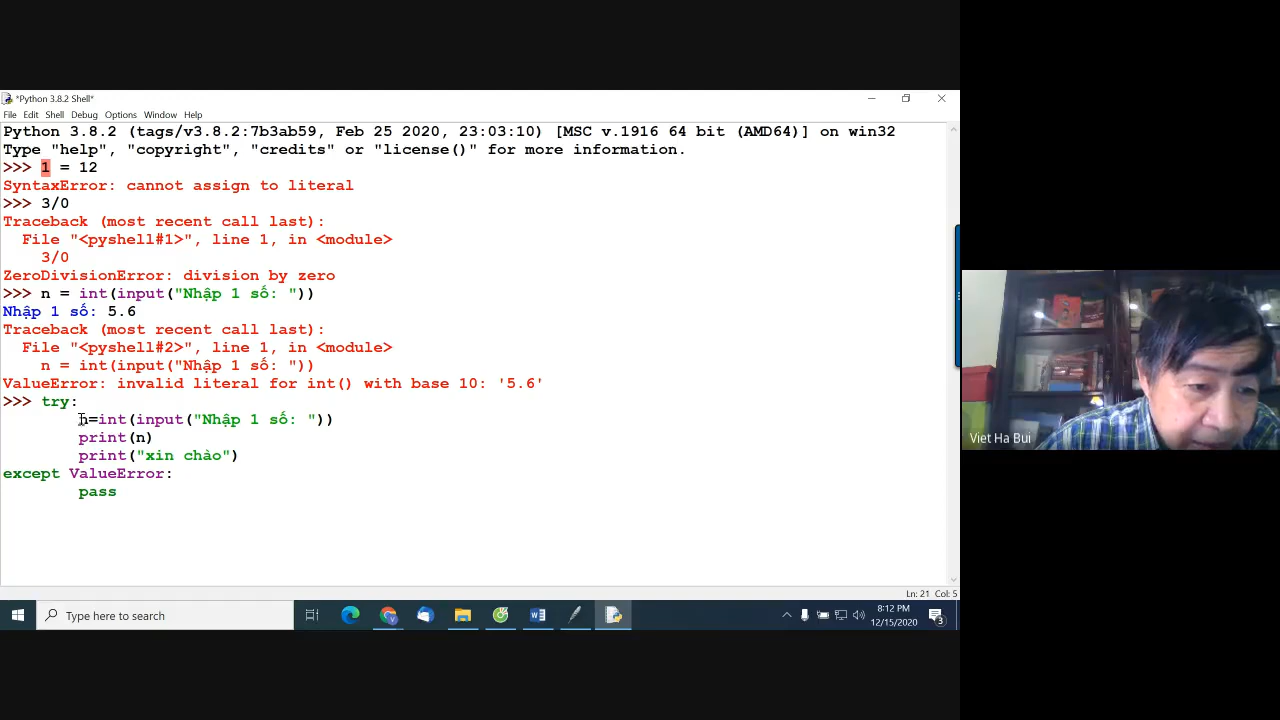 *Python 3.8.2 Shell*
File Edit Shell Debug Options Window Help
Python 3.8.2 (tags/v3.8.2:7b3ab59, Feb 25 2020, 23:03:10) [MSC v.1916 64 bit (AMD64)] on win32
Type "help", "copyright", "credits" or "license()" for more information.
>>> 1 = 12
SyntaxError: cannot assign to literal
>>> 3/0
Traceback (most recent call last):
  File "<pyshell#1>", line 1, in <module>
    3/0
ZeroDivisionError: division by zero
>>> n = int(input("Nhập 1 số: "))
Nhập 1 số: 5.6
Traceback (most recent call last):
  File "<pyshell#2>", line 1, in <module>
    n = int(input("Nhập 1 số: "))
ValueError: invalid literal for int() with base 10: '5.6'
>>> try:
        n=int(input("Nhập 1 số: "))
        print(n)
        print("xin chào")
except ValueError:
        pass
Viet Ha Bui
Ln: 21 Col: 5
Type here to search
8:12 PM
12/15/2020
3